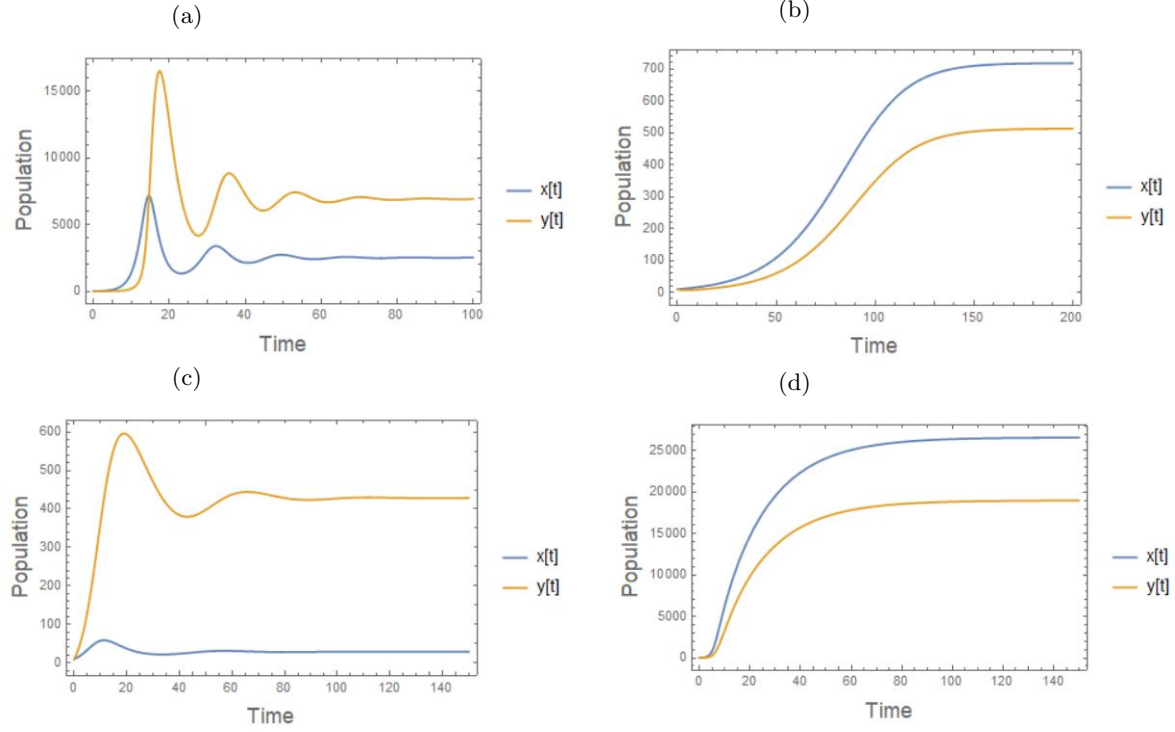 (a)
15000
10000
5000
0
Population
0 20 40 60 80 100
Time
x[t]
y[t]
(b)
700
600
500
400
300
200
100
0
Population
0 50 100 150 200
Time
x[t]
y[t]
(c)
600
500
400
300
200
100
0
Population
0 20 40 60 80 100 120 140
Time
x[t]
y[t]
(d)
25000
20000
15000
10000
5000
0
Population
0 20 40 60 80 100 120 140
Time
x[t]
y[t]